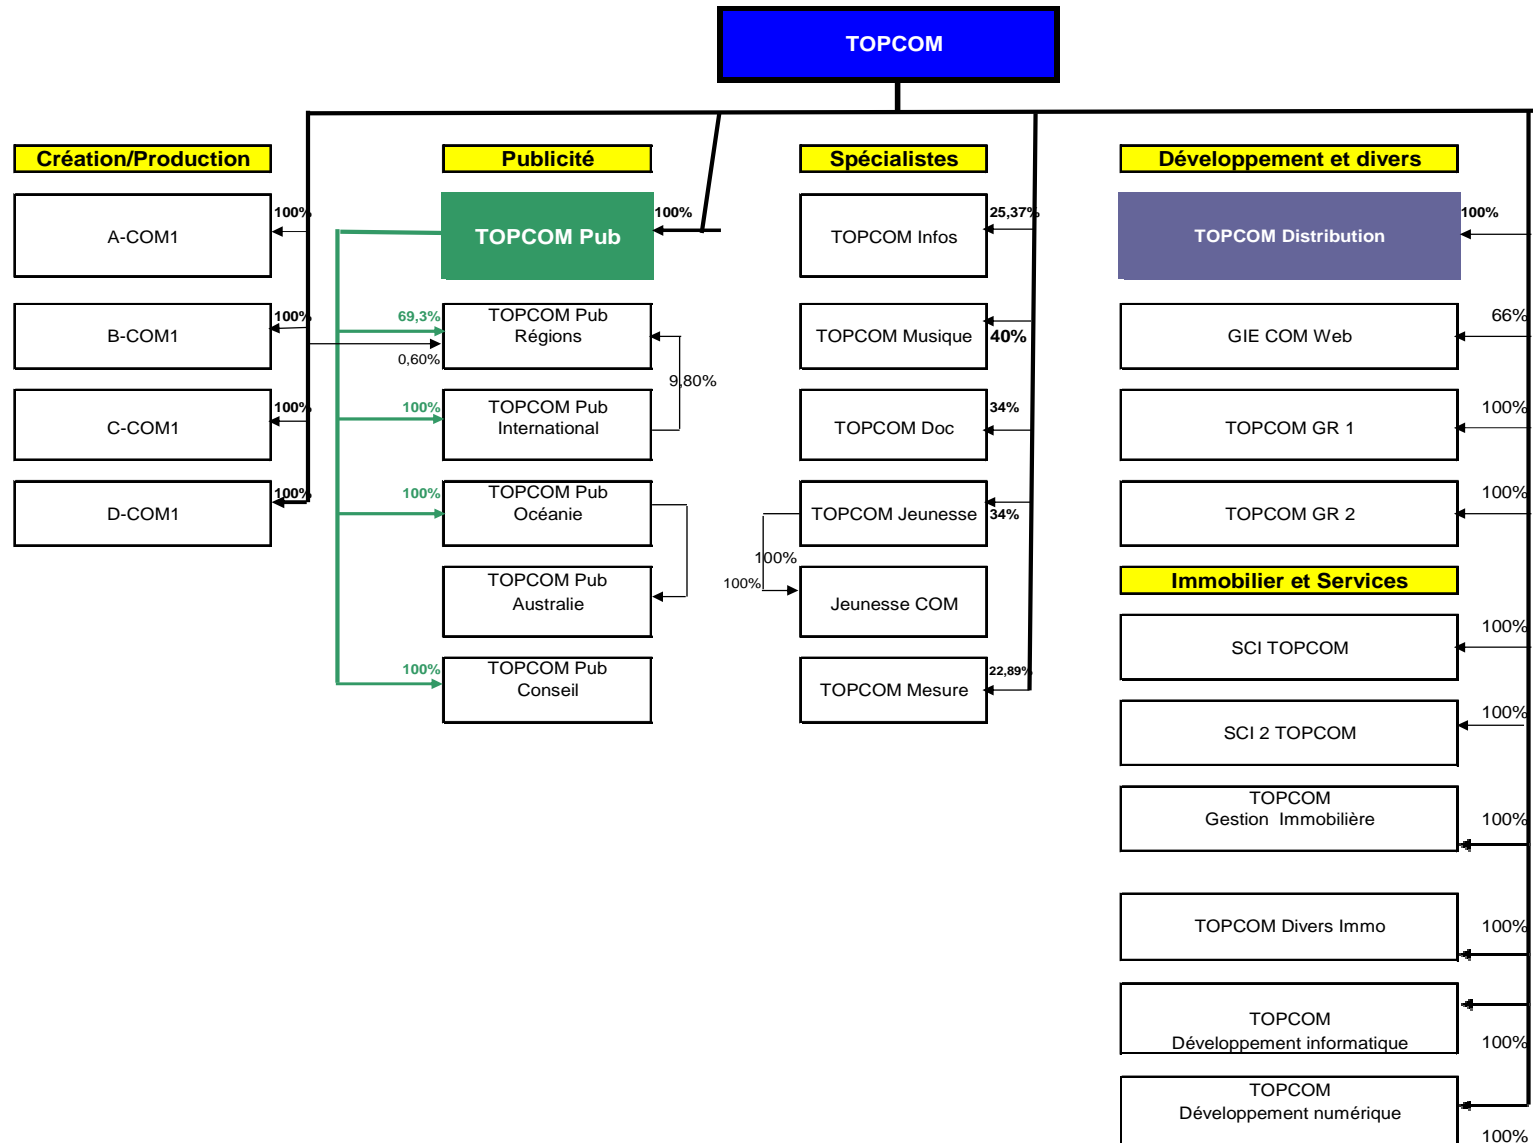 TOPCOM
Création/Production
Publicité
Spécialistes
Développement et divers
100%
A-COM1
100%
B-COM1
100%
C-COM1
100%
D-COM1
100%
TOPCOM Pub
69,3%
0,60%
TOPCOM Pub
Régions
9,80%
100%
TOPCOM Pub
International
100%
TOPCOM Pub
Océanie
TOPCOM Pub
Australie
100%
TOPCOM Pub
Conseil
25,37%
TOPCOM Infos
TOPCOM Musique
40%
34%
TOPCOM Doc
TOPCOM Jeunesse
34%
100%
100%
Jeunesse COM
22,89%
TOPCOM Mesure
100%
TOPCOM Distribution
66%
GIE COM Web
100%
TOPCOM GR 1
100%
TOPCOM GR 2
Immobilier et Services
100%
SCI TOPCOM
100%
SCI 2 TOPCOM
TOPCOM
Gestion Immobilière
100%
TOPCOM Divers Immo
100%
TOPCOM
Développement informatique
100%
TOPCOM
Développement numérique
100%